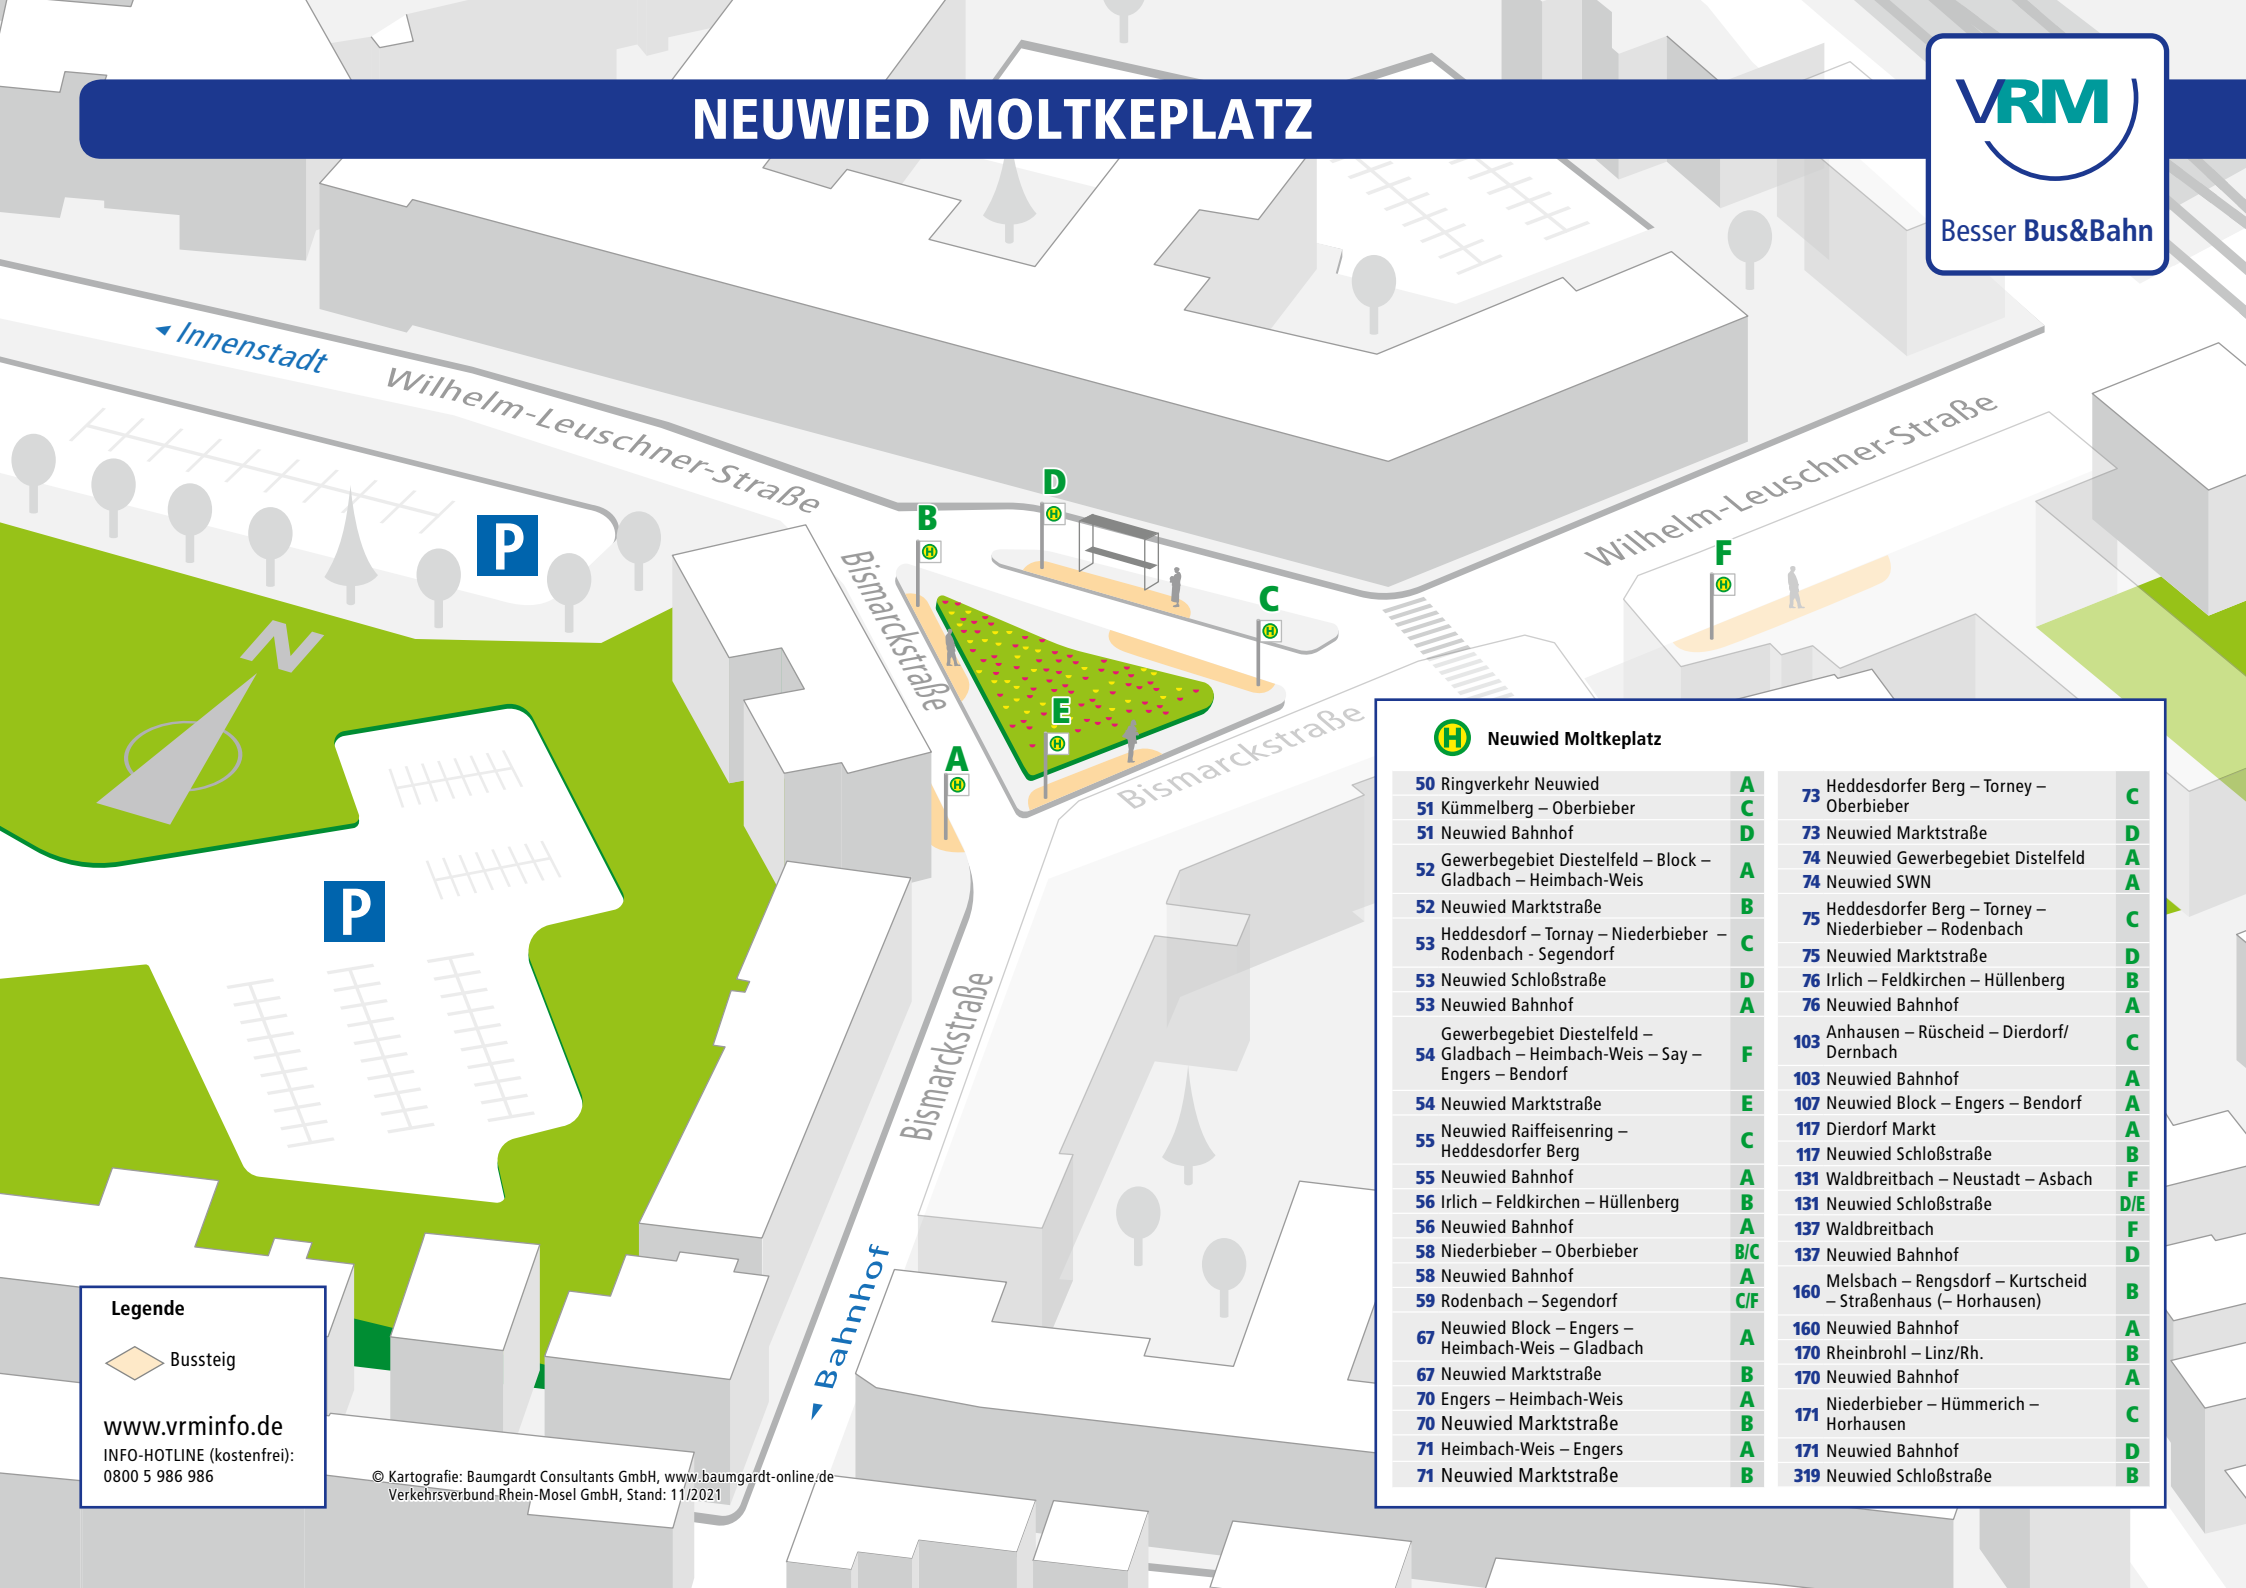 NEUWIED MOLTKEPLATZ
VRM
Besser Bus&Bahn
Innenstadt
Wilhelm-Leuschner-Straße
Wilhelm-Leuschner-Straße
P
D
H
B
H
C
H
F
H
E
H
A
H
Bismarckstraße
Bismarckstraße
N
P
Bismarckstraße
Bahnhof
H Neuwied Moltkeplatz
50 Ringverkehr Neuwied A
51 Kümmelberg – Oberbieber C
51 Neuwied Bahnhof D
52 Gewerbegebiet Diestelfeld – Block –
Gladbach – Heimbach-Weis A
52 Neuwied Marktstraße B
53 Heddesdorf – Tornay – Niederbieber –
Rodenbach - Segendorf C
53 Neuwied Schloßstraße D
53 Neuwied Bahnhof A
Gewerbegebiet Diestelfeld –
54 Gladbach – Heimbach-Weis – Say – F
Engers – Bendorf
54 Neuwied Marktstraße E
55 Neuwied Raiffeisenring –
Heddesdorfer Berg C
55 Neuwied Bahnhof A
56 Irlich – Feldkirchen – Hüllenberg B
56 Neuwied Bahnhof A
58 Niederbieber – Oberbieber B/C
58 Neuwied Bahnhof A
59 Rodenbach – Segendorf C/F
67 Neuwied Block – Engers –
Heimbach-Weis – Gladbach A
67 Neuwied Marktstraße B
70 Engers – Heimbach-Weis A
70 Neuwied Marktstraße B
71 Heimbach-Weis – Engers A
71 Neuwied Marktstraße B
73 Heddesdorfer Berg – Torney –
Oberbieber C
73 Neuwied Marktstraße D
74 Neuwied Gewerbegebiet Distelfeld A
74 Neuwied SWN A
75 Heddesdorfer Berg – Torney –
Niederbieber – Rodenbach C
75 Neuwied Marktstraße D
76 Irlich – Feldkirchen – Hüllenberg B
76 Neuwied Bahnhof A
103 Anhausen – Rüscheid – Dierdorf/
Dernbach C
103 Neuwied Bahnhof A
107 Neuwied Block – Engers – Bendorf A
117 Dierdorf Markt A
117 Neuwied Schloßstraße B
131 Waldbreitbach – Neustadt – Asbach F
131 Neuwied Schloßstraße D/E
137 Waldbreitbach F
137 Neuwied Bahnhof D
160 Melsbach – Rengsdorf – Kurtscheid
– Straßenhaus (– Horhausen) B
160 Neuwied Bahnhof A
170 Rheinbrohl – Linz/Rh. B
170 Neuwied Bahnhof A
171 Niederbieber – Hümmerich –
Horhausen C
171 Neuwied Bahnhof D
319 Neuwied Schloßstraße B
Legende
Bussteig
www.vrminfo.de
INFO-HOTLINE (kostenfrei):
0800 5 986 986
© Kartografie: Baumgardt Consultants GmbH, www.baumgardt-online.de
Verkehrsverbund Rhein-Mosel GmbH, Stand: 11/2021